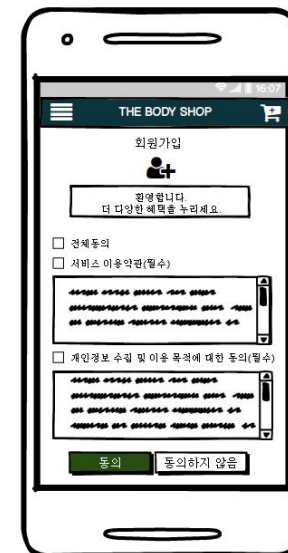 16:07
THE BODY SHOP
회원가입
환영합니다.
더 다양한 혜택을 누리세요.
전체동의
서비스 이용약관(필수)
개인정보 수집 및 이용 목적에 대한 동의(필수)
동의
동의하지 않음